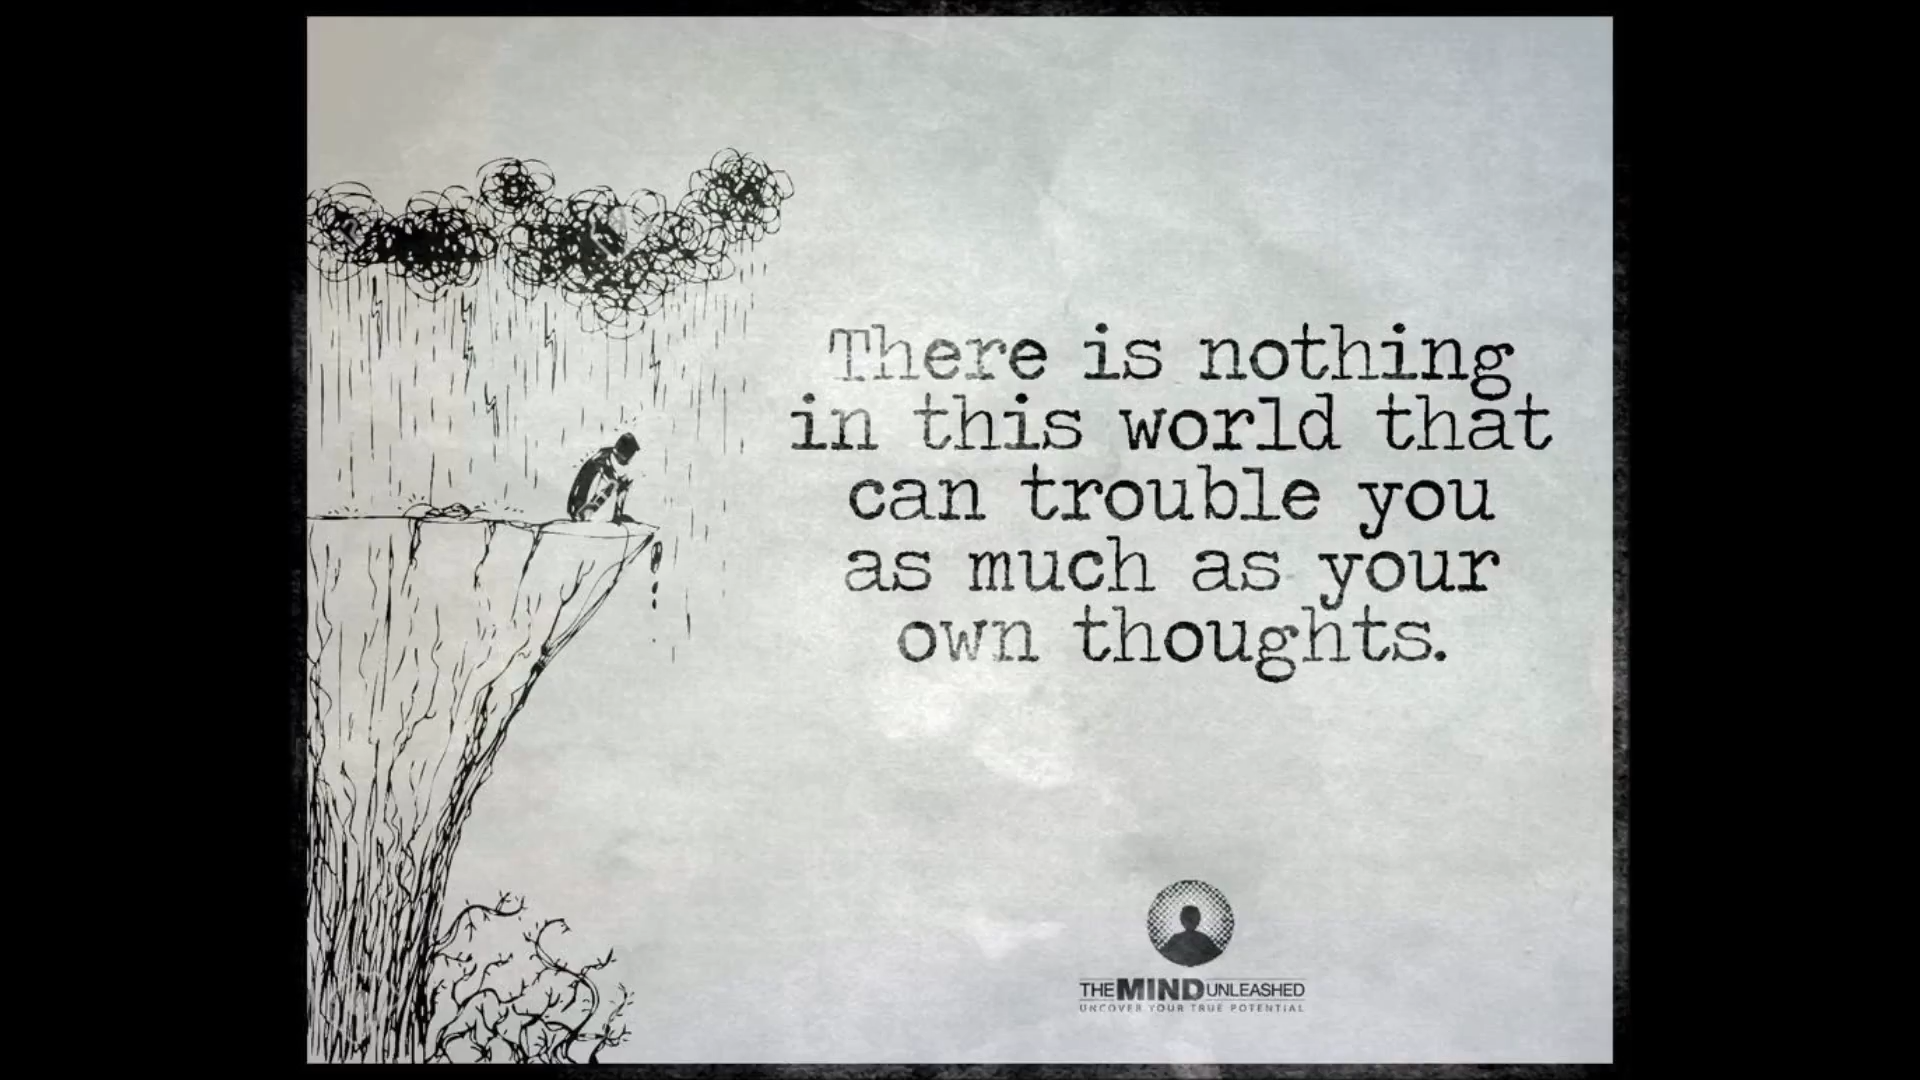 There is nothing
in this world that
can trouble you
as much as your
own thoughts.
THE MIND UNLEASHED
UNCOVER YOUR TRUE POTENTIAL